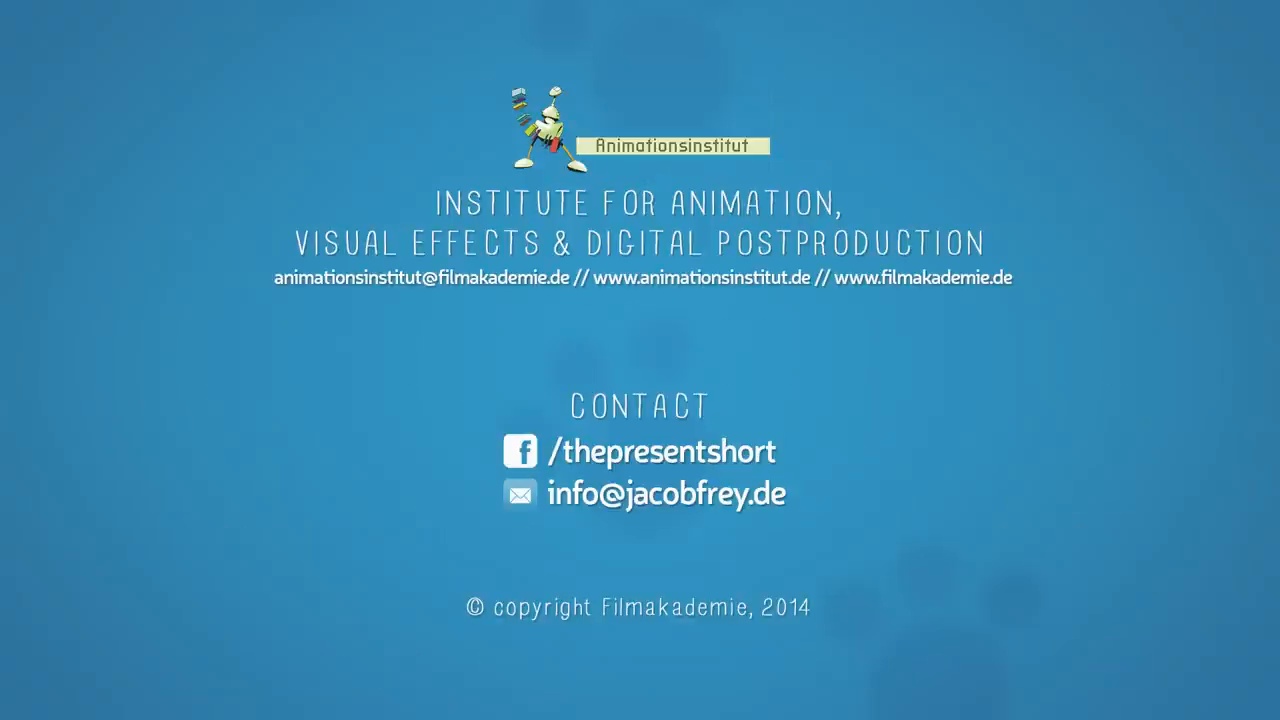 Animationsinstitut
INSTITUTE FOR ANIMATION,
VISUAL EFFECTS & DIGITAL POSTPRODUCTION
animationsinstitut@filmakademie.de // www.animationsinstitut.de // www.filmakademie.de
CONTACT
f /thepresentshort
info@jacobfrey.de
© copyright Filmakademie, 2014